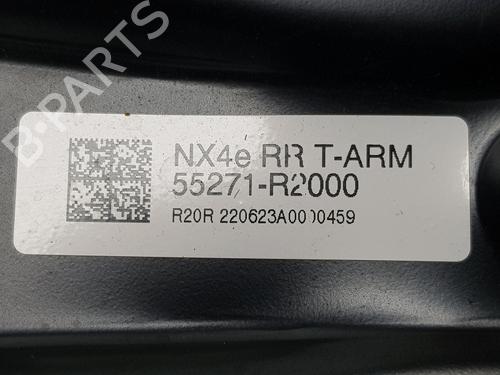 B-PARTS
NX4e RR T-ARM
55271-R2000
R20R 220623A0000459